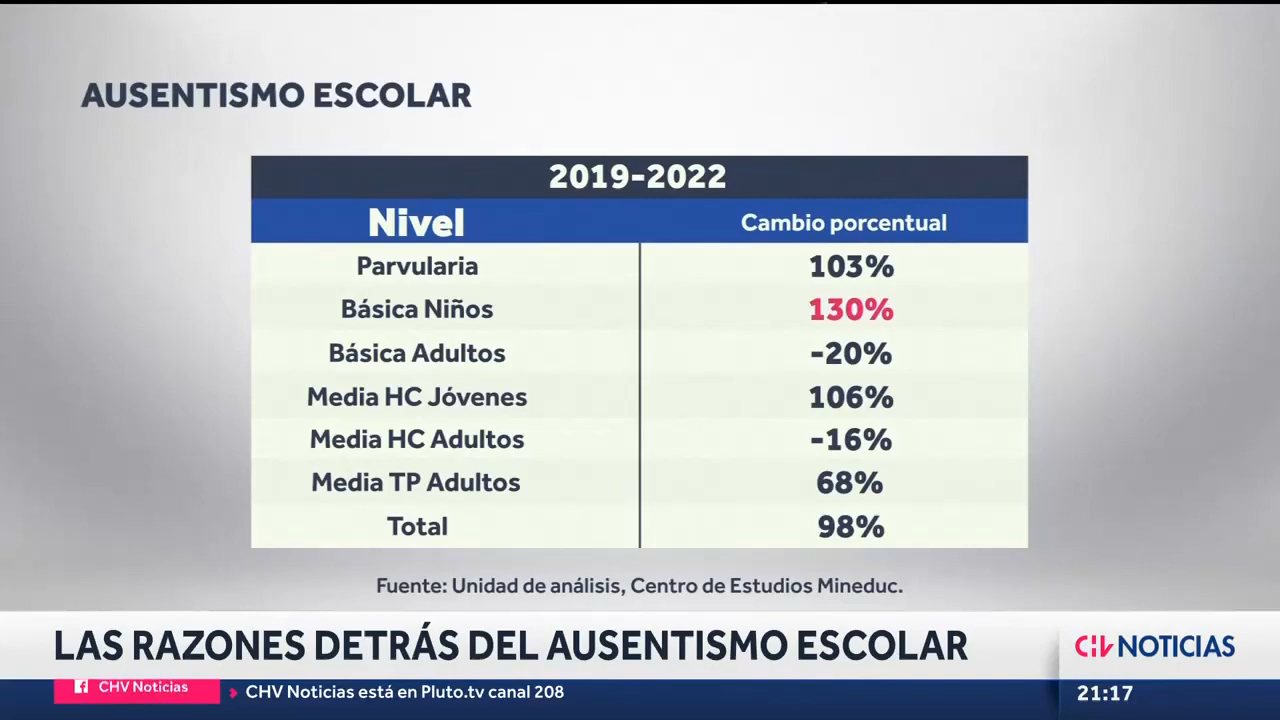 AUSENTISMO ESCOLAR
2019-2022
Nivel Cambio porcentual
Parvularia 103%
Básica Niños 130%
Básica Adultos -20%
Media HC Jóvenes 106%
Media HC Adultos -16%
Media TP Adultos 68%
Total 98%
Fuente: Unidad de análisis, Centro de Estudios Mineduc.
LAS RAZONES DETRÁS DEL AUSENTISMO ESCOLAR
CHV NOTICIAS
CHV Noticias CHV Noticias está en Pluto.tv canal 208
21:17